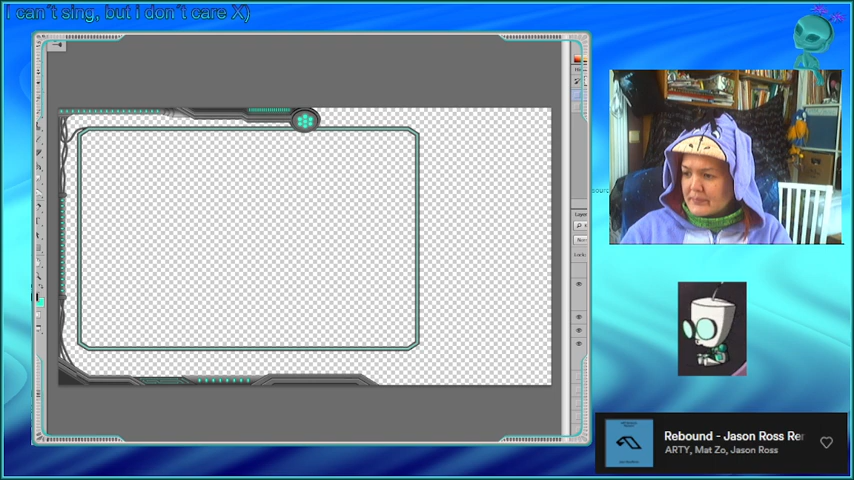 I can´t sing, but i don´t care X)
Rebound - Jason Ross Rer
ARTY, Mat Zo, Jason Ross